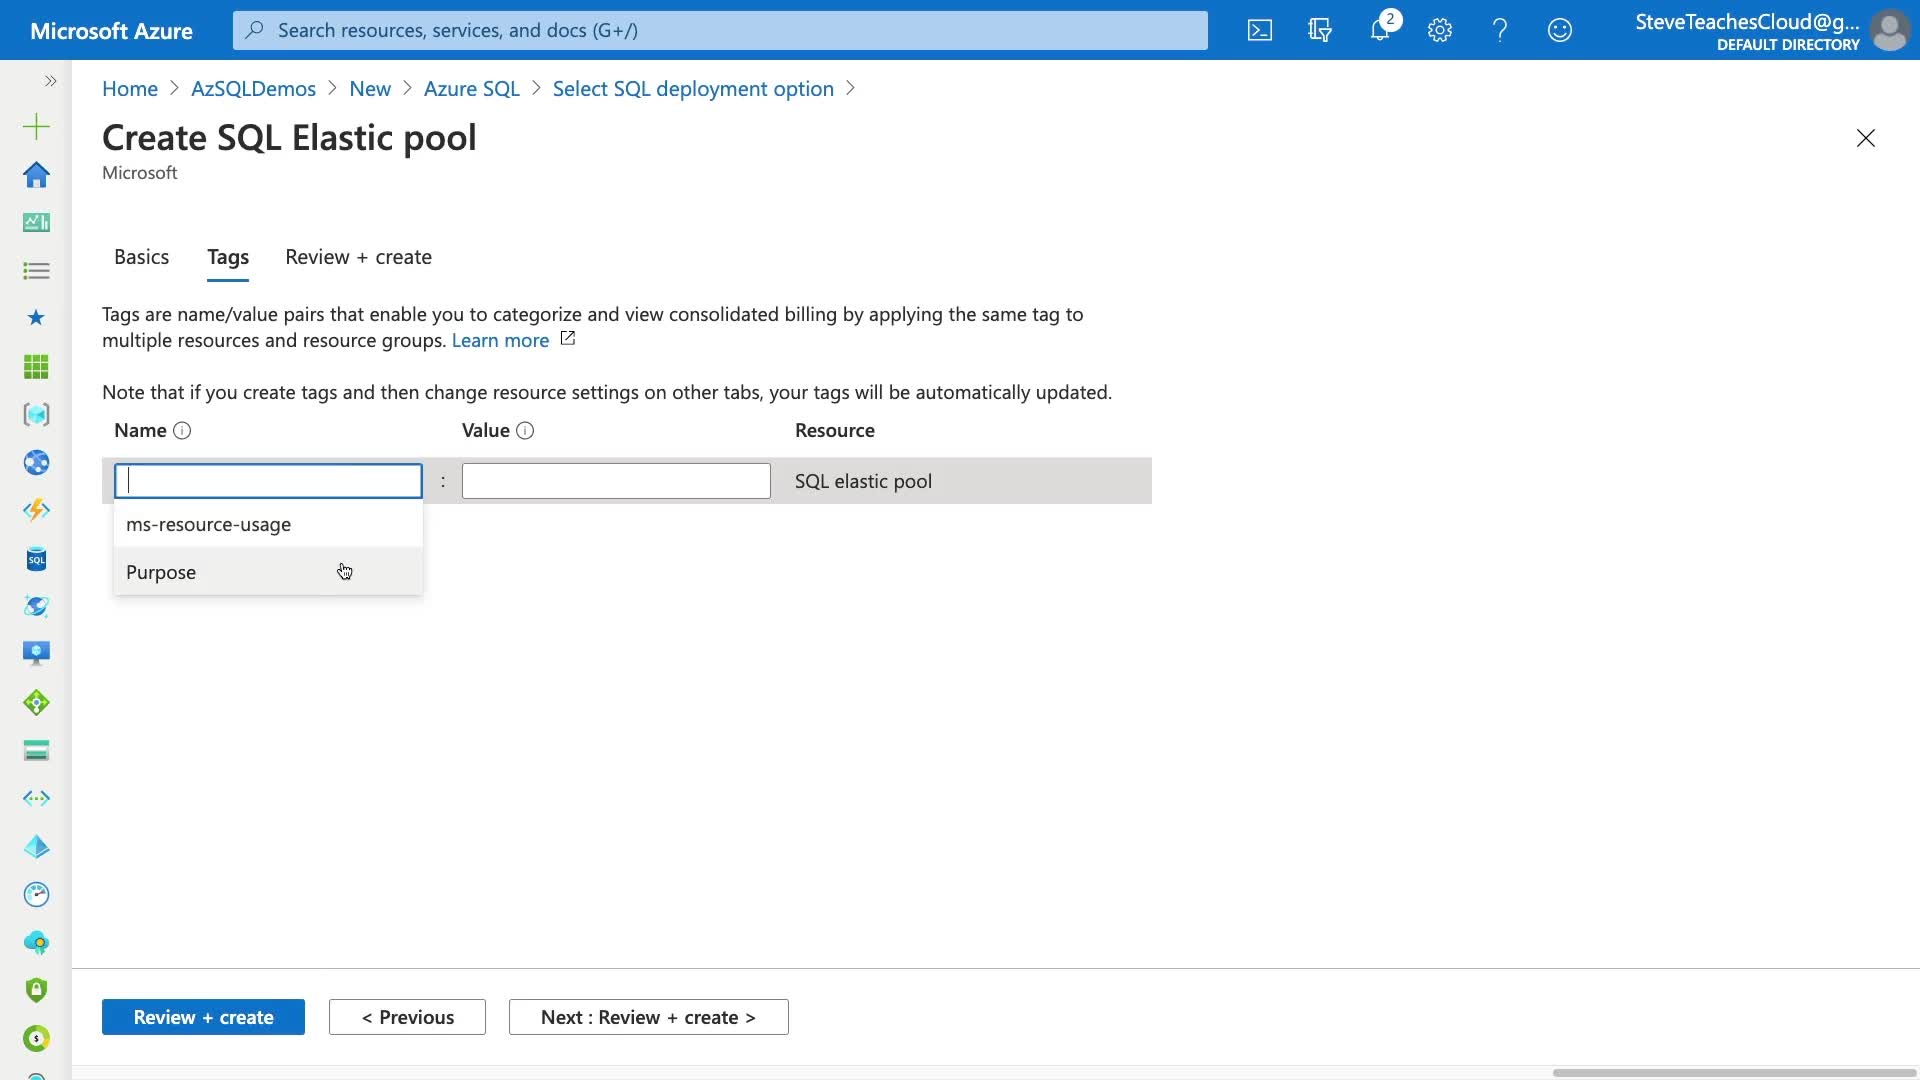 Microsoft Azure
Search resources, services, and docs (G+/)
2
SteveTeachesCloud@g...
DEFAULT DIRECTORY
Home > AzSQLDemos > New > Azure SQL > Select SQL deployment option >
Create SQL Elastic pool
Microsoft
Basics Tags Review + create
Tags are name/value pairs that enable you to categorize and view consolidated billing by applying the same tag to
multiple resources and resource groups. Learn more
Note that if you create tags and then change resource settings on other tabs, your tags will be automatically updated.
Name Value Resource
: SQL elastic pool
ms-resource-usage
Purpose
SQL
Review + create < Previous Next : Review + create >